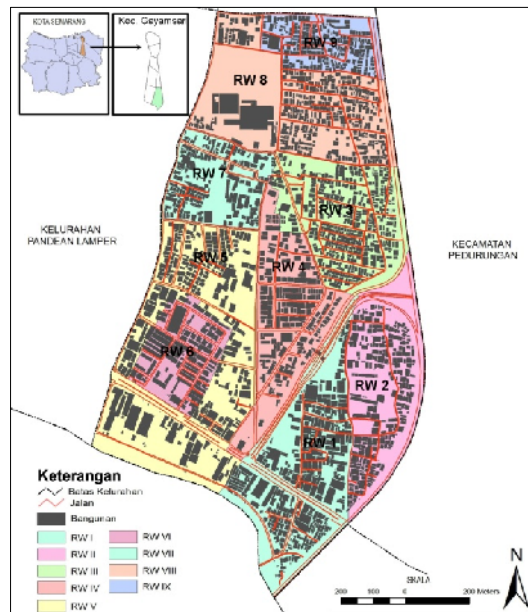 KOTA SEMARANG
Kec. Gayamsari
RW 9
RW 8
RW 7
RW 3
KELURAHAN
PANDEAN LAMPER
KECAMATAN
PEDURUNGAN
RW 5
RW 4
RW 6
RW 2
RW 1
Keterangan
Batas Kelurahan
Jalan
Bangunan
RW I
RW II
RW III
RW IV
RW V
RW VI
RW VII
RW VIII
RW IX
SKALA
200 0 200 Meters
N